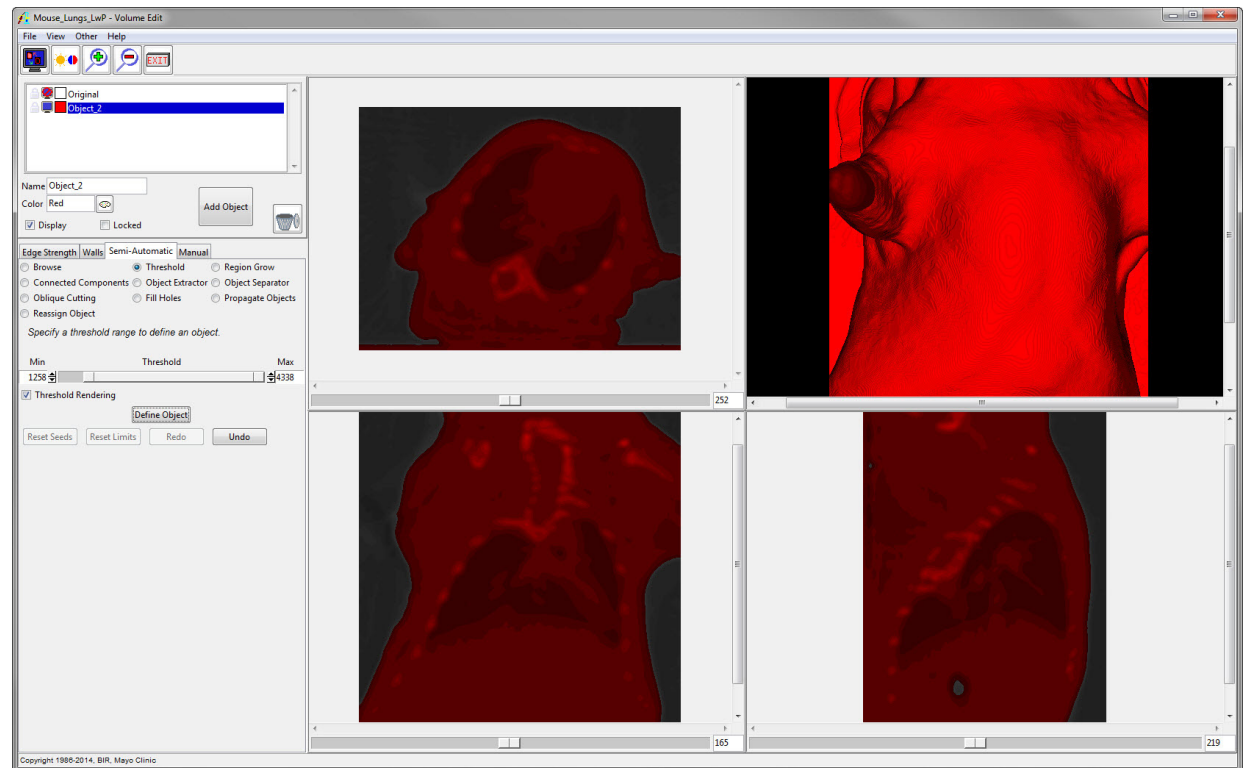 Mouse_Lungs_LwP - Volume Edit
File View Other Help
EXIT
Original
Object_2
Name Object_2
Color Red
Add Object
Display Locked
Edge Strength Walls Semi-Automatic Manual
Browse Threshold Region Grow
Connected Components Object Extractor Object Separator
Oblique Cutting Fill Holes Propagate Objects
Reassign Object
Specify a threshold range to define an object.
Min Threshold Max
1258 4338
Threshold Rendering
Define Object
Reset Seeds Reset Limits Redo Undo
252
165
219
Copyright 1986-2014, BIR, Mayo Clinic